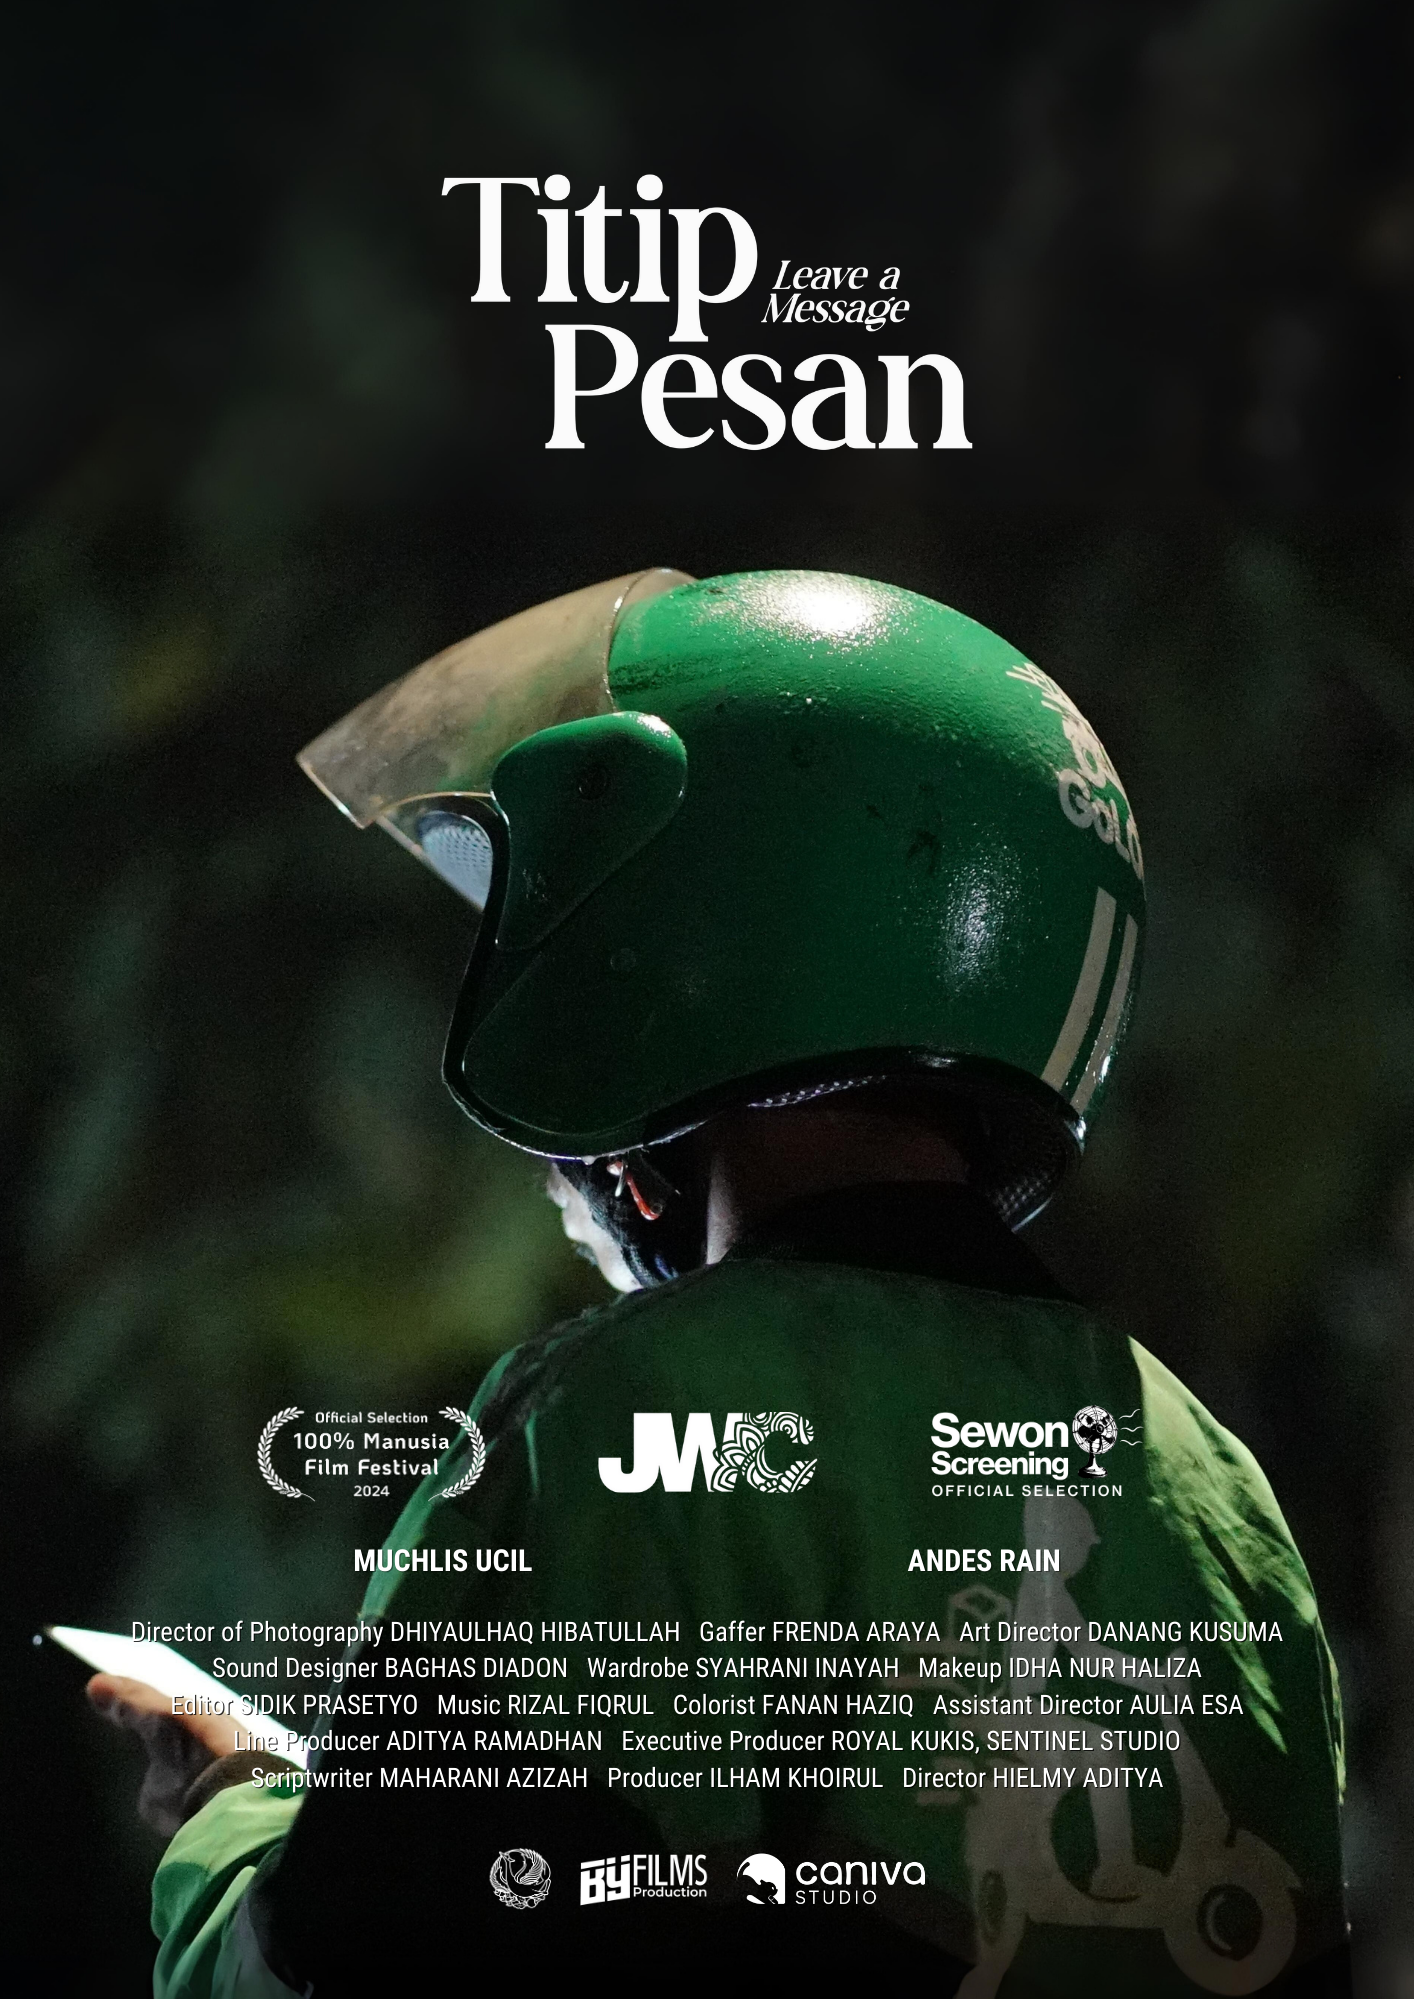 Titip
Leave a
Message
Pesan
GOLD
Official Selection
100% Manusia
Film Festival
2024
JWC
Sewon
Screening
OFFICIAL SELECTION
MUCHLIS UCIL
ANDES RAIN
Director of Photography DHIYAULHAQ HIBATULLAH Gaffer FRENDA ARAYA Art Director DANANG KUSUMA
Sound Designer BAGHAS DIADON Wardrobe SYAHRANI INAYAH Makeup IDHA NUR HALIZA
Editor SIDIK PRASETYO Music RIZAL FIQRUL Colorist FANAN HAZIQ Assistant Director AULIA ESA
Line Producer ADITYA RAMADHAN Executive Producer ROYAL KUKIS, SENTINEL STUDIO
Scriptwriter MAHARANI AZIZAH Producer ILHAM KHOIRUL Director HIELMY ADITYA
BY FILMS
Production
caniva
STUDIO